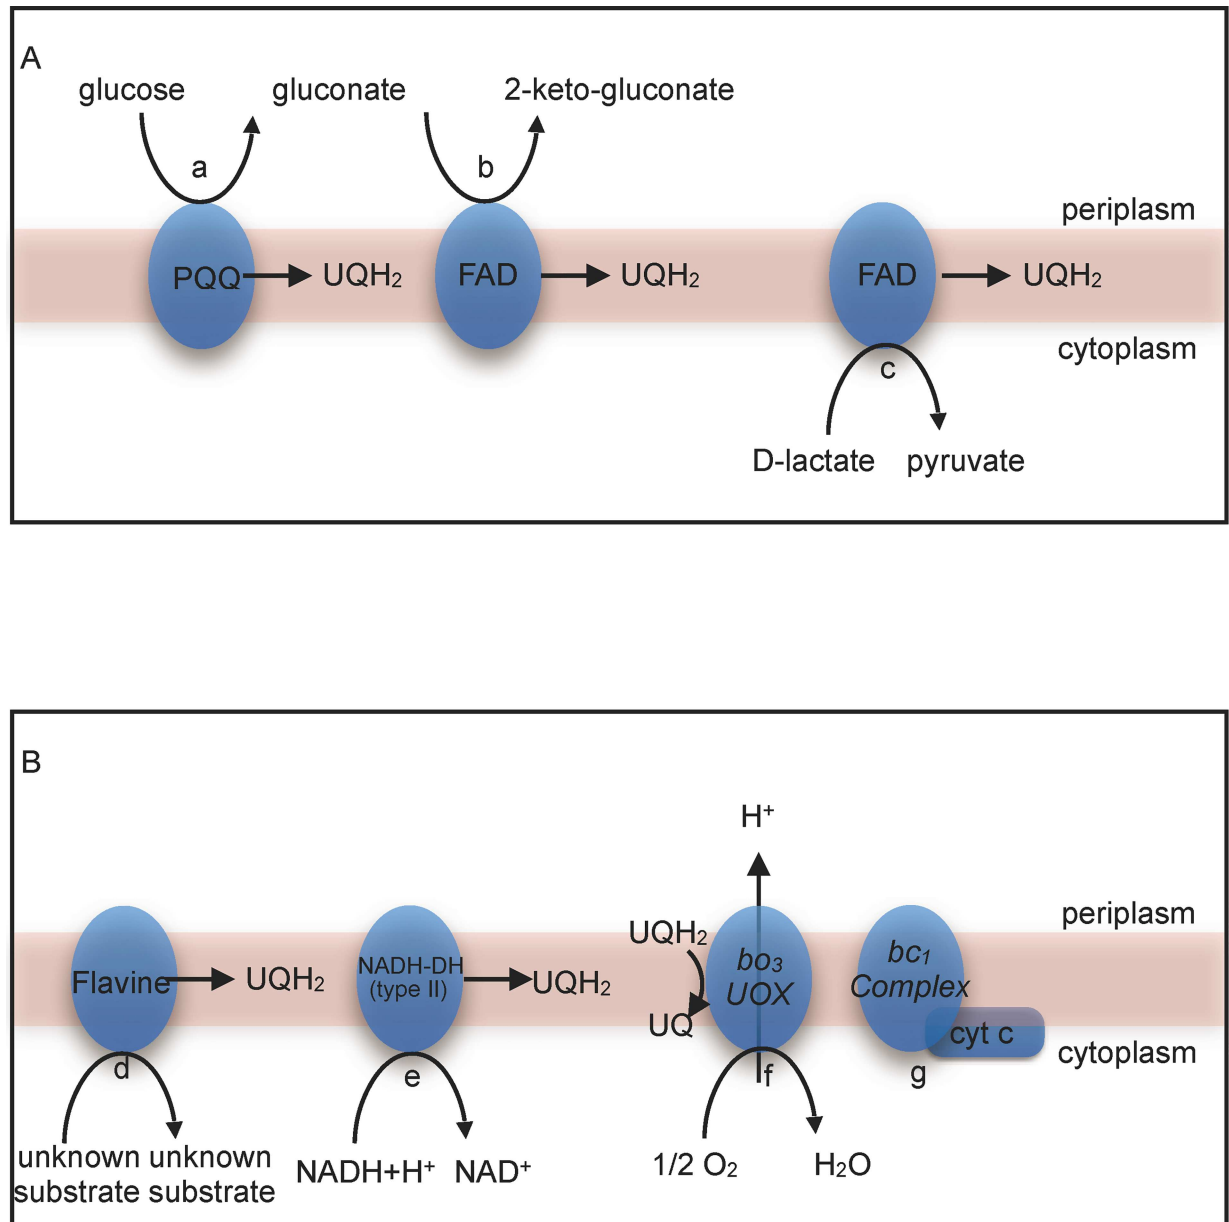 A
glucose gluconate 2-keto-gluconate
a b
periplasm
PQQ UQH₂ FAD UQH₂ FAD UQH₂
cytoplasm
c
D-lactate pyruvate
B
H⁺
periplasm
UQH₂
Flavine UQH₂ NADH-DH (type II) UQH₂ bo₃ UOX bc₁ Complex
UQ
cyt c
cytoplasm
d e f g
unknown unknown
substrate substrate
NADH+H⁺ NAD⁺ 1/2 O₂ H₂O